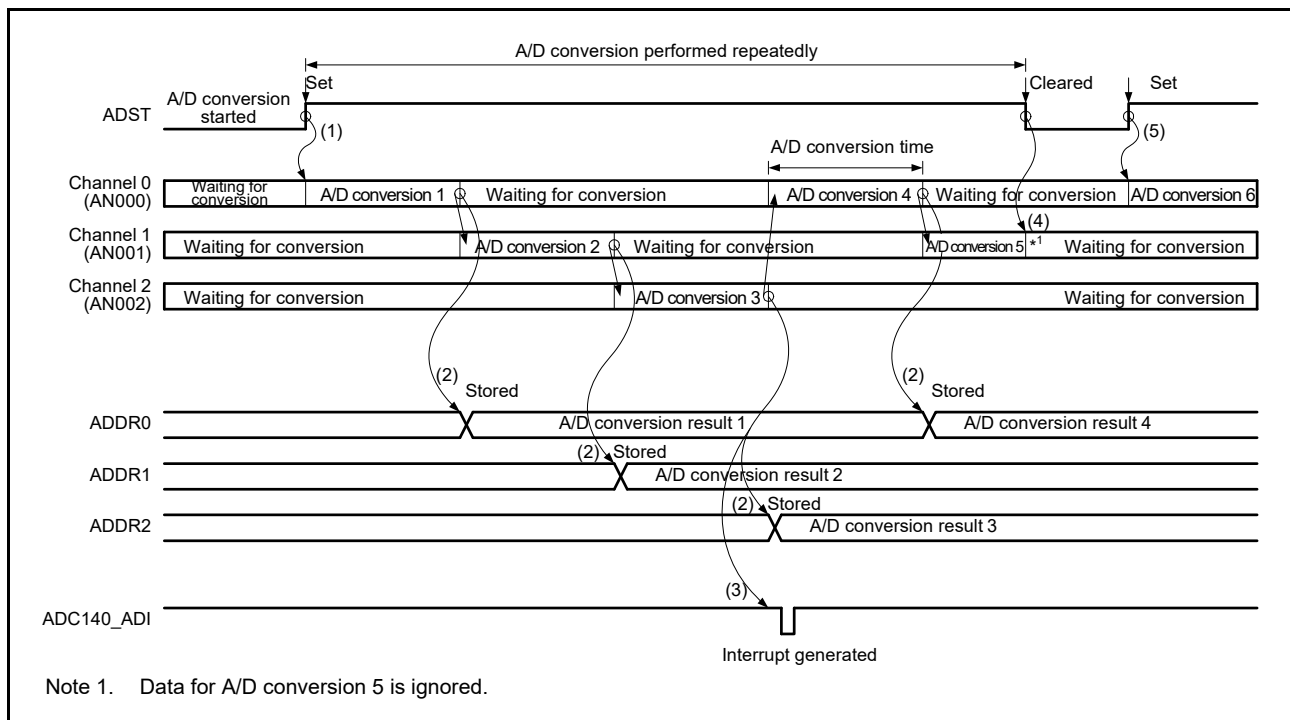 A/D conversion performed repeatedly
Set
Cleared
Set
ADST
A/D conversion
started
(1)
(5)
A/D conversion time
Channel 0
(AN000)
Waiting for
conversion
A/D conversion 1
Waiting for conversion
A/D conversion 4
Waiting for conversion
A/D conversion 6
(4)
Channel 1
(AN001)
Waiting for conversion
A/D conversion 2
Waiting for conversion
A/D conversion 5
*1
Waiting for conversion
Channel 2
(AN002)
Waiting for conversion
A/D conversion 3
Waiting for conversion
(2)
Stored
(2)
Stored
ADDR0
A/D conversion result 1
A/D conversion result 4
(2)
Stored
ADDR1
A/D conversion result 2
(2)
Stored
ADDR2
A/D conversion result 3
(3)
ADC140_ADI
Interrupt generated
Note 1. Data for A/D conversion 5 is ignored.